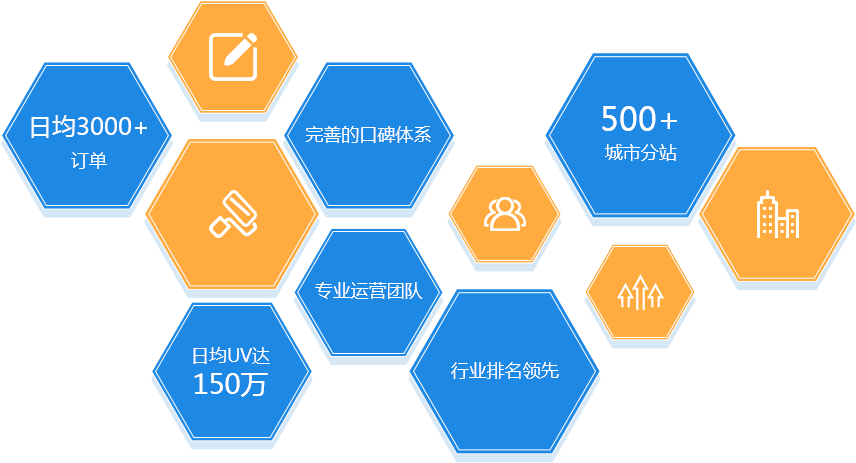 日均3000+
订单
完善的口碑体系
500+
城市分站
专业运营团队
日均UV达
150万
行业排名领先